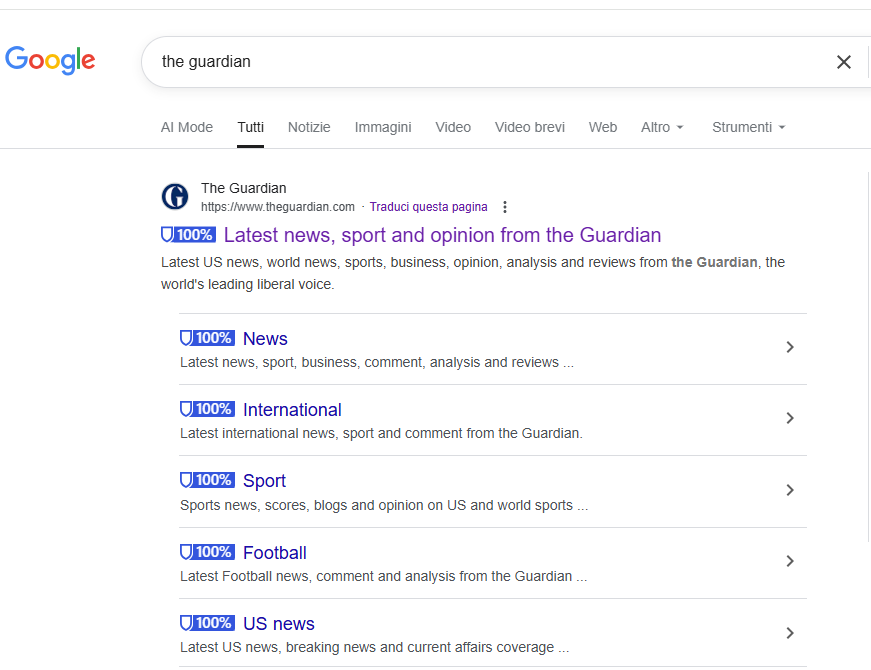 Google
the guardian
AI Mode Tutti Notizie Immagini Video Video brevi Web Altro Strumenti
The Guardian
https://www.theguardian.com · Traduci questa pagina
100% Latest news, sport and opinion from the Guardian
Latest US news, world news, sports, business, opinion, analysis and reviews from the Guardian, the
world's leading liberal voice.
100% News
Latest news, sport, business, comment, analysis and reviews ...
100% International
Latest international news, sport and comment from the Guardian.
100% Sport
Sports news, scores, blogs and opinion on US and world sports ...
100% Football
Latest Football news, comment and analysis from the Guardian ...
100% US news
Latest US news, breaking news and current affairs coverage ...